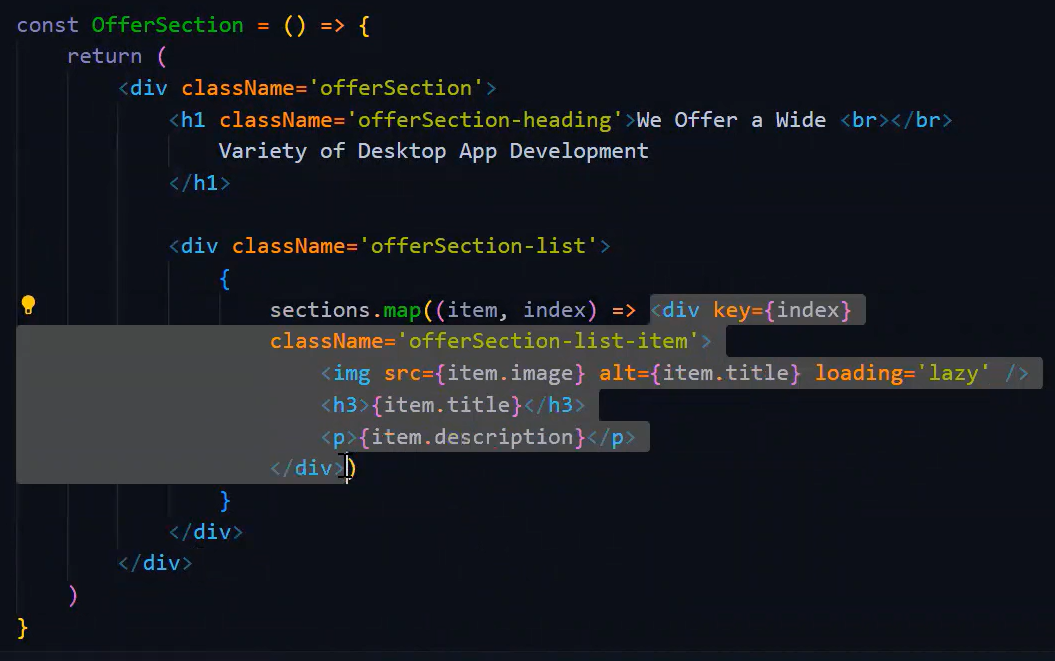 const OfferSection = () => {
    return (
        <div className='offerSection'>
            <h1 className='offerSection-heading'>We Offer a Wide <br></br>
                Variety of Desktop App Development
            </h1>

            <div className='offerSection-list'>
                {
                    sections.map((item, index) => <div key={index}
                    className='offerSection-list-item'>
                        <img src={item.image} alt={item.title} loading='lazy' />
                        <h3>{item.title}</h3>
                        <p>{item.description}</p>
                    </div>)
                }
            </div>
        </div>
    )
}